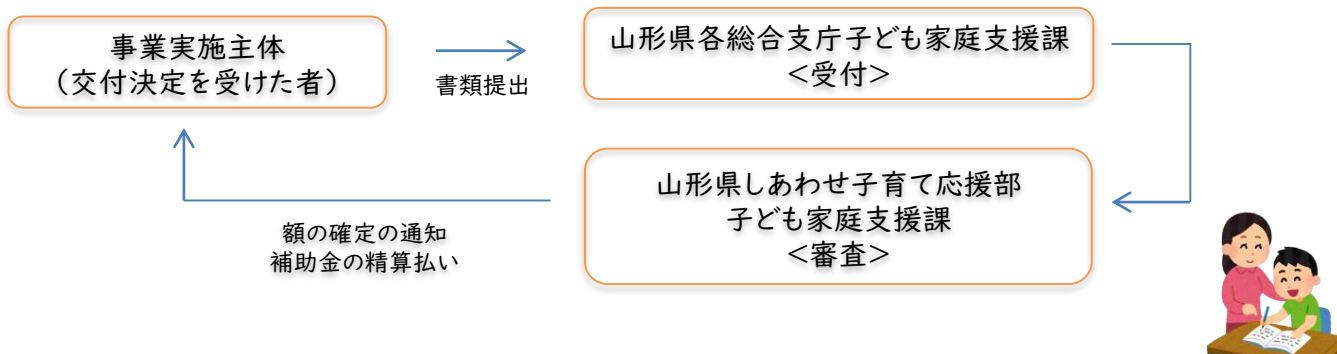 事業実施主体
（交付決定を受けた者）
書類提出
山形県各総合支庁子ども家庭支援課
＜受付＞
山形県しあわせ子育て応援部
子ども家庭支援課
＜審査＞
額の確定の通知
補助金の精算払い